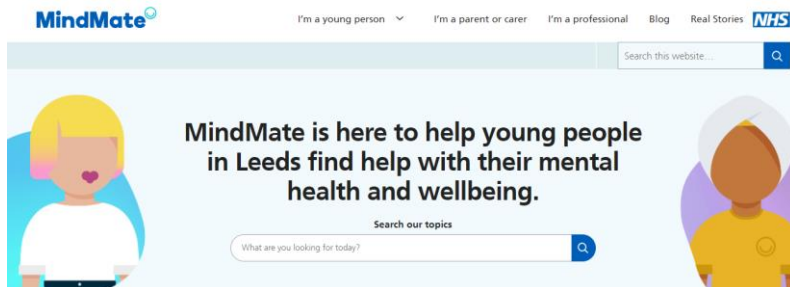 MindMate
I'm a young person
I'm a parent or carer
I'm a professional
Blog
Real Stories
NHS
Search this website...
MindMate is here to help young people
in Leeds find help with their mental
health and wellbeing.
Search our topics
What are you looking for today?